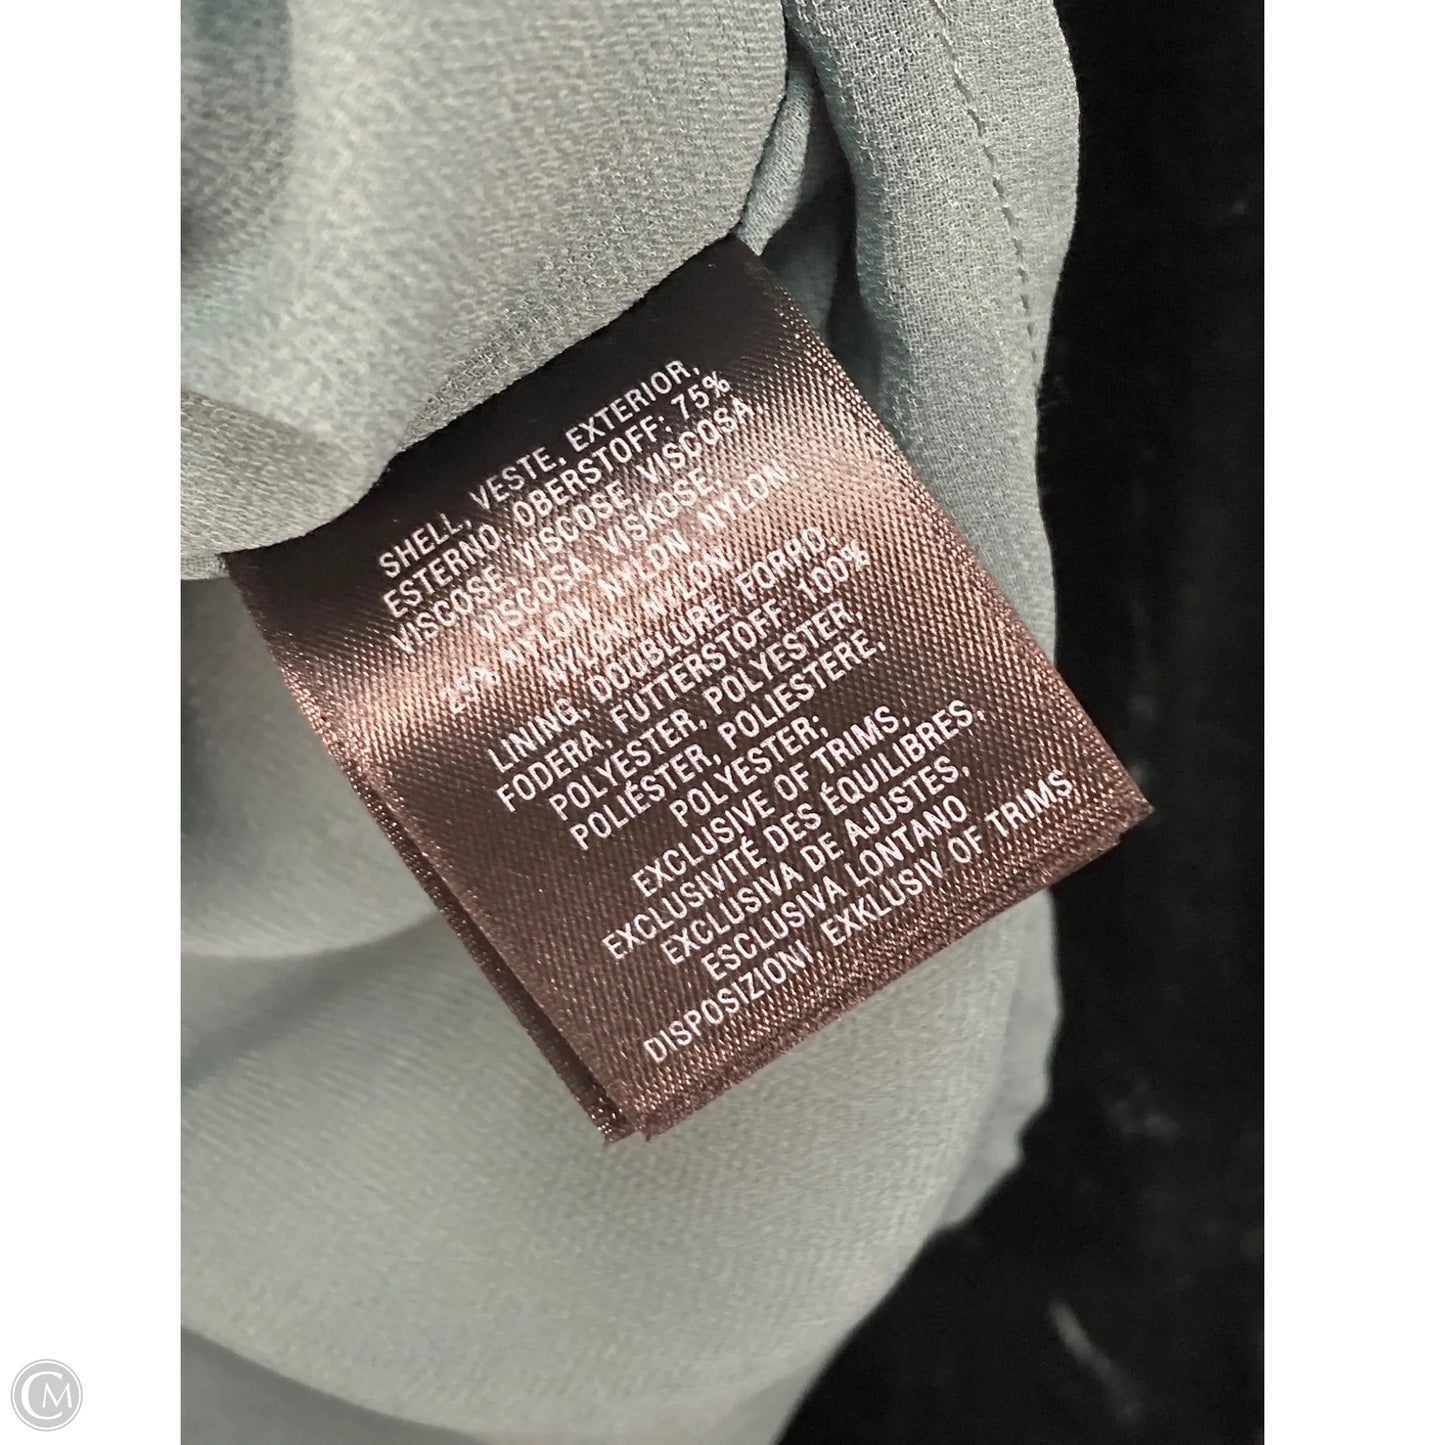 SHELL, VESTE, EXTERIOR,
ESTERNO, OBERSTOFF: 75%
VISCOSE, VISCOSE, VISCOSA,
VISCOSA, VISKOSE,
25% NYLON, NYLON, NYLON,
NYLON, NYLON,
LINING, DOUBLURE, FORRO,
FODERA, FUTTERSTOFF: 100%
POLYESTER, POLYESTER
POLIÉSTER, POLIESTERE,
POLYESTER;
EXCLUSIVE OF TRIMS,
EXCLUSIVITÉ DES ÉQUILIBRES,
EXCLUSIVA DE AJUSTES,
ESCLUSIVA LONTANO
DISPOSIZIONI, EXKLUSIV OF TRIMS
CM